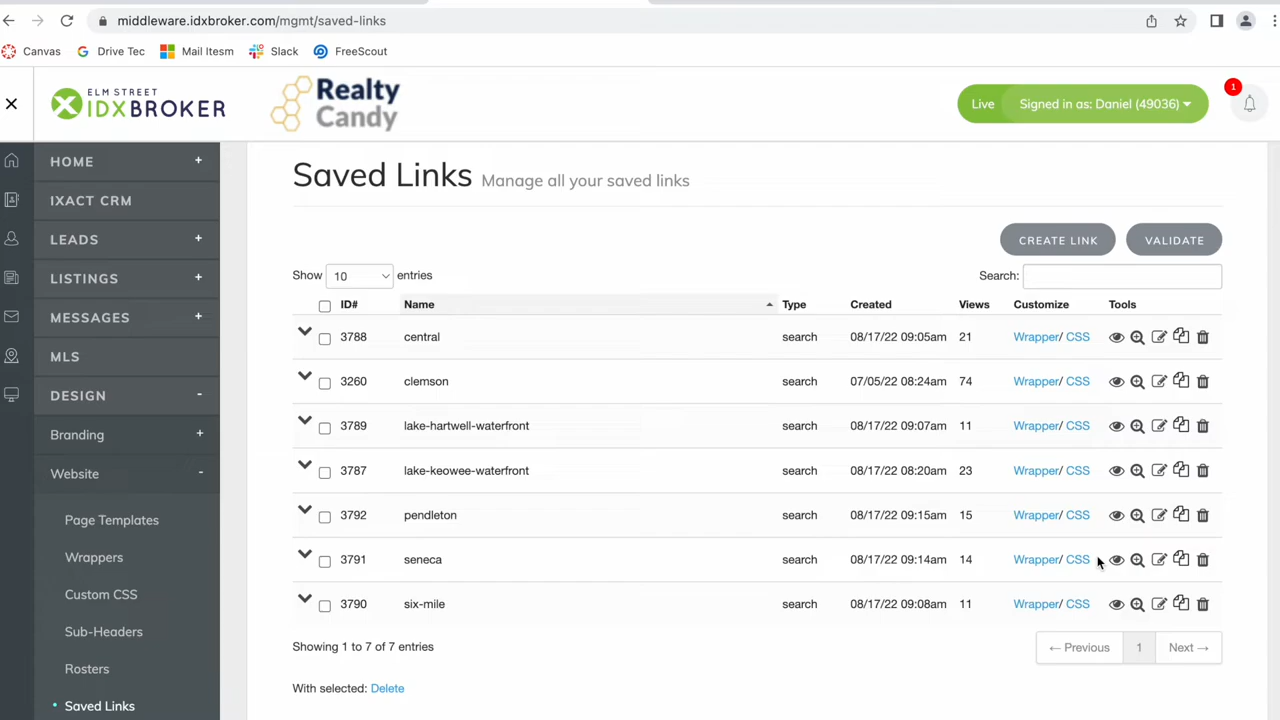 middleware.idxbroker.com/mgmt/saved-links
Canvas Drive Tec Mail Itesm Slack FreeScout
ELM STREET
IDXBROKER
Realty
Candy
Live Signed in as: Daniel (49036)
1
HOME +
IXACT CRM
LEADS +
LISTINGS +
MESSAGES +
MLS
DESIGN -
Branding +
Website -
Page Templates
Wrappers
Custom CSS
Sub-Headers
Rosters
Saved Links
Saved Links Manage all your saved links
CREATE LINK VALIDATE
Show 10 entries Search:
ID# Name Type Created Views Customize Tools
3788 central search 08/17/22 09:05am 21 Wrapper/ CSS
3260 clemson search 07/05/22 08:24am 74 Wrapper/ CSS
3789 lake-hartwell-waterfront search 08/17/22 09:07am 11 Wrapper/ CSS
3787 lake-keowee-waterfront search 08/17/22 08:20am 23 Wrapper/ CSS
3792 pendleton search 08/17/22 09:15am 15 Wrapper/ CSS
3791 seneca search 08/17/22 09:14am 14 Wrapper/ CSS
3790 six-mile search 08/17/22 09:08am 11 Wrapper/ CSS
Showing 1 to 7 of 7 entries
← Previous 1 Next →
With selected: Delete